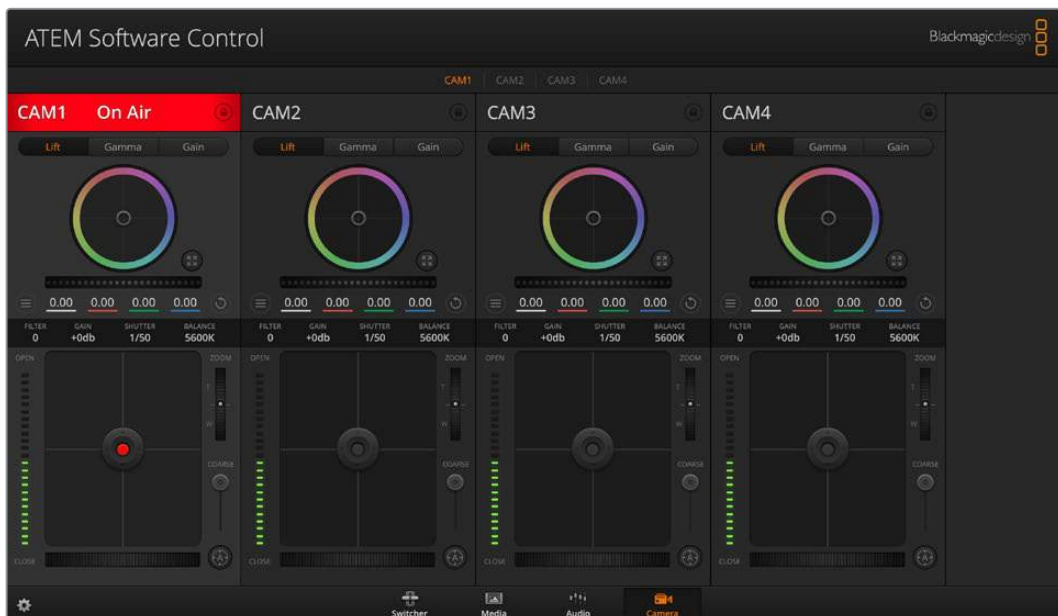 ATEM Software Control
Blackmagicdesign
CAM1 CAM2 CAM3 CAM4
CAM1 On Air CAM2 CAM3 CAM4
Lift Gamma Gain Lift Gamma Gain Lift Gamma Gain Lift Gamma Gain
0.00 0.00 0.00 0.00 0.00 0.00 0.00 0.00 0.00 0.00 0.00 0.00 0.00 0.00 0.00 0.00
FILTER GAIN SHUTTER BALANCE FILTER GAIN SHUTTER BALANCE FILTER GAIN SHUTTER BALANCE FILTER GAIN SHUTTER BALANCE
0 +0db 1/50 5600K 0 +0db 1/50 5600K 0 +0db 1/50 5600K 0 +0db 1/50 5600K
OPEN ZOOM OPEN ZOOM OPEN ZOOM OPEN ZOOM
T T T T
W W W W
COARSE COARSE COARSE COARSE
CLOSE A CLOSE A CLOSE A CLOSE A
Switcher Media Audio Camera